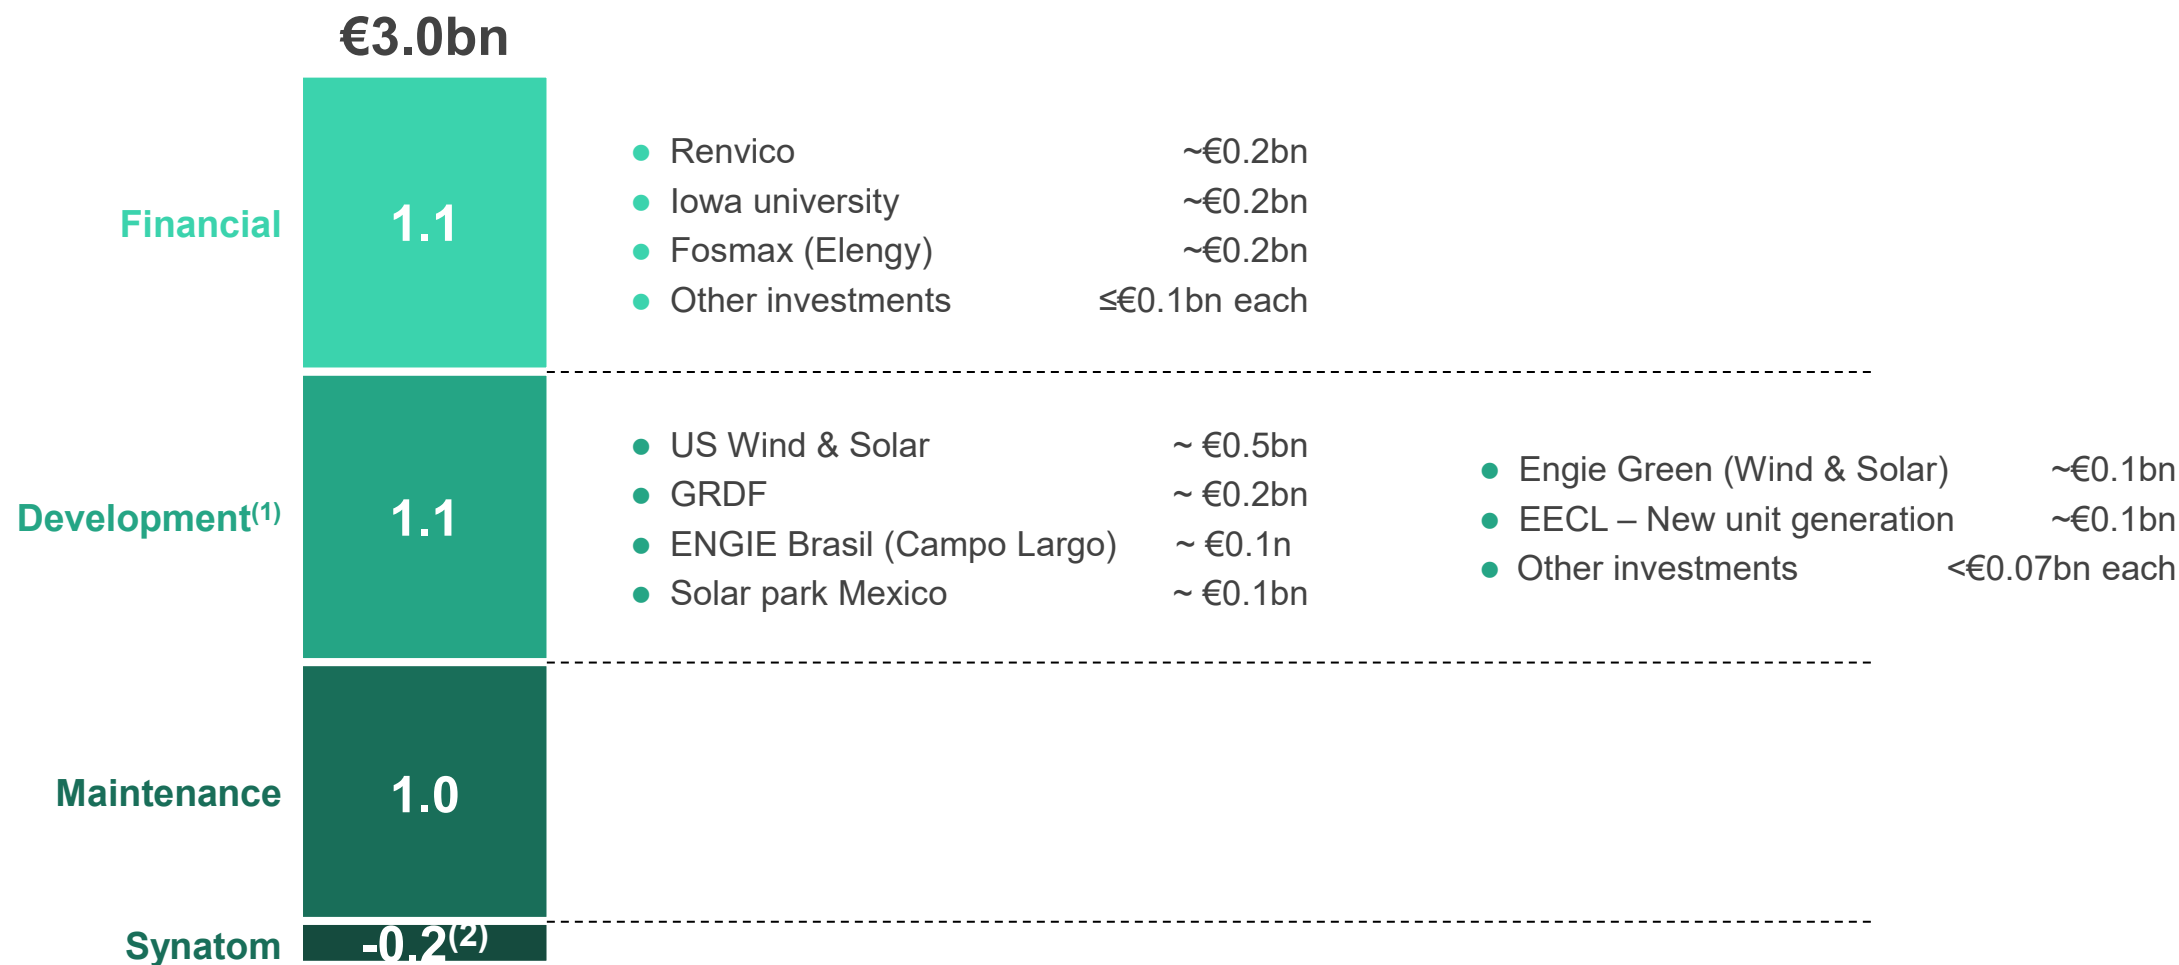 €3.0bn
Financial
1.1
Renvico ~€0.2bn
Iowa university ~€0.2bn
Fosmax (Elengy) ~€0.2bn
Other investments ≤€0.1bn each
Development(1)
1.1
US Wind & Solar ~ €0.5bn
GRDF ~ €0.2bn
ENGIE Brasil (Campo Largo) ~ €0.1n
Solar park Mexico ~ €0.1bn
Engie Green (Wind & Solar) ~€0.1bn
EECL – New unit generation ~€0.1bn
Other investments <€0.07bn each
Maintenance
1.0
Synatom
-0.2(2)